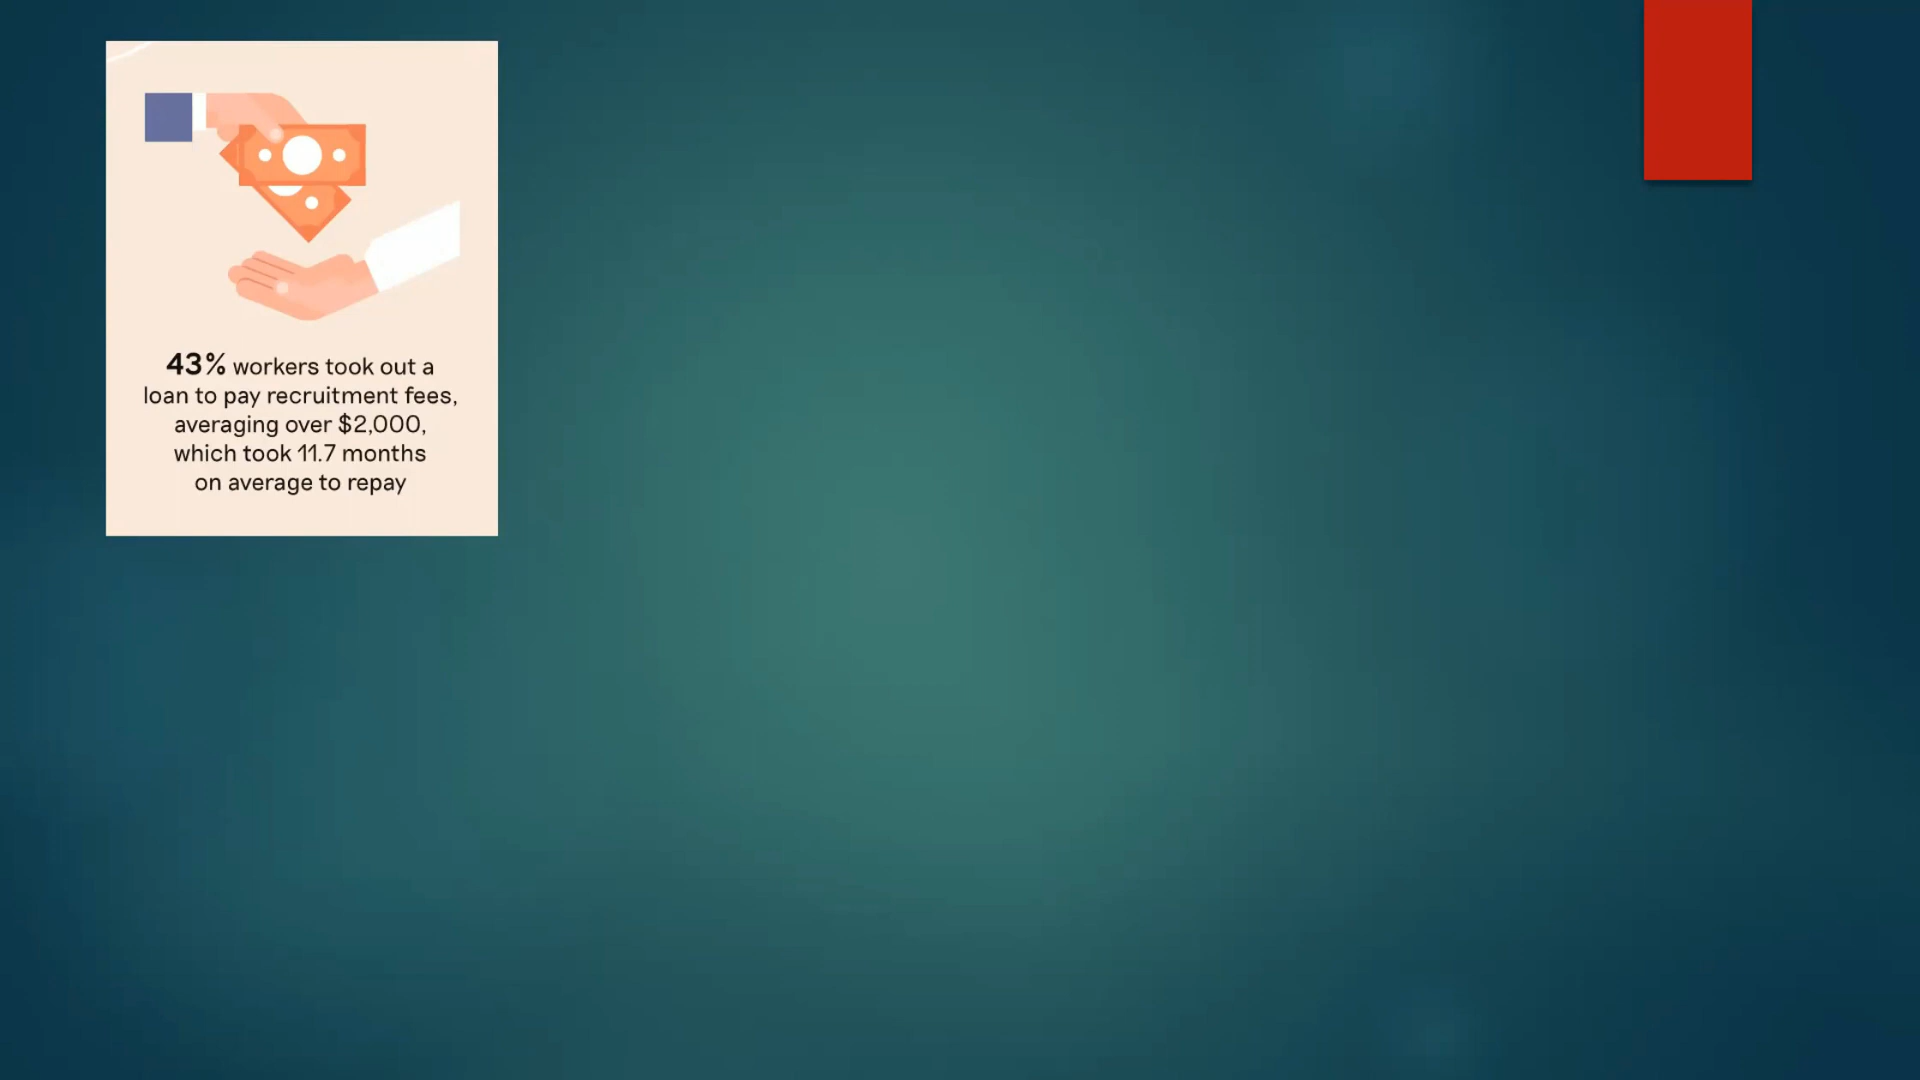 43% workers took out a
loan to pay recruitment fees,
averaging over $2,000,
which took 11.7 months
on average to repay